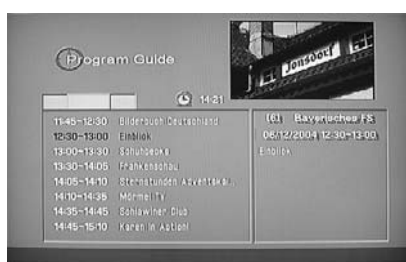 Program Guide
Jonsdorf
14:21
11:45-12:30 Bilderbuch Deutschland
12:30-13:00 Einblick
13:00-13:30 Schuhgecks
13:30-14:05 Frankenschau
14:05-14:10 Sternstunden Adventskal..
14:10-14:35 MormelTV
14:35-14:45 Schlawiner Club
14:45-15:10 Karen in Action!
[6] Bayerisches FS
06/12/2004 12:30-13:00
Einblick